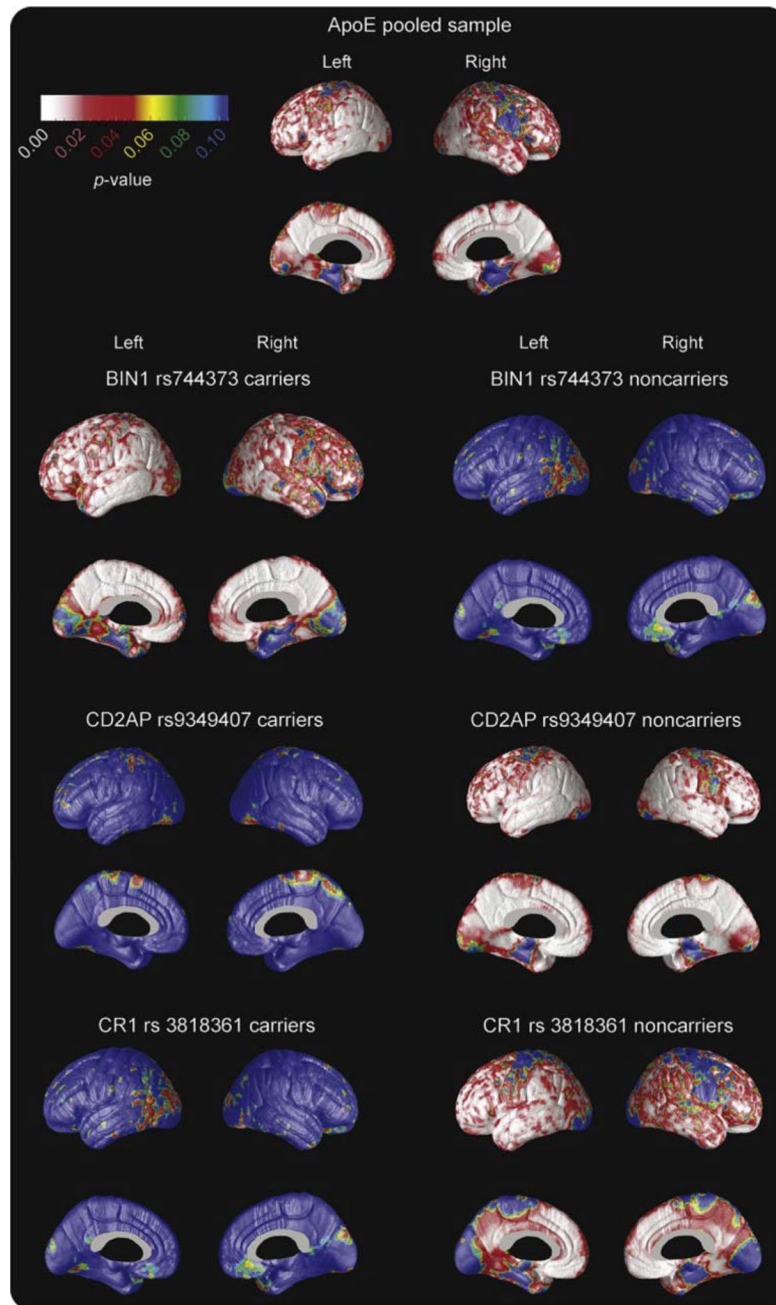 ApoE pooled sample
Left Right
0.00 0.02 0.04 0.06 0.08 0.10
p-value
Left Right Left Right
BIN1 rs744373 carriers BIN1 rs744373 noncarriers
CD2AP rs9349407 carriers CD2AP rs9349407 noncarriers
CR1 rs 3818361 carriers CR1 rs 3818361 noncarriers